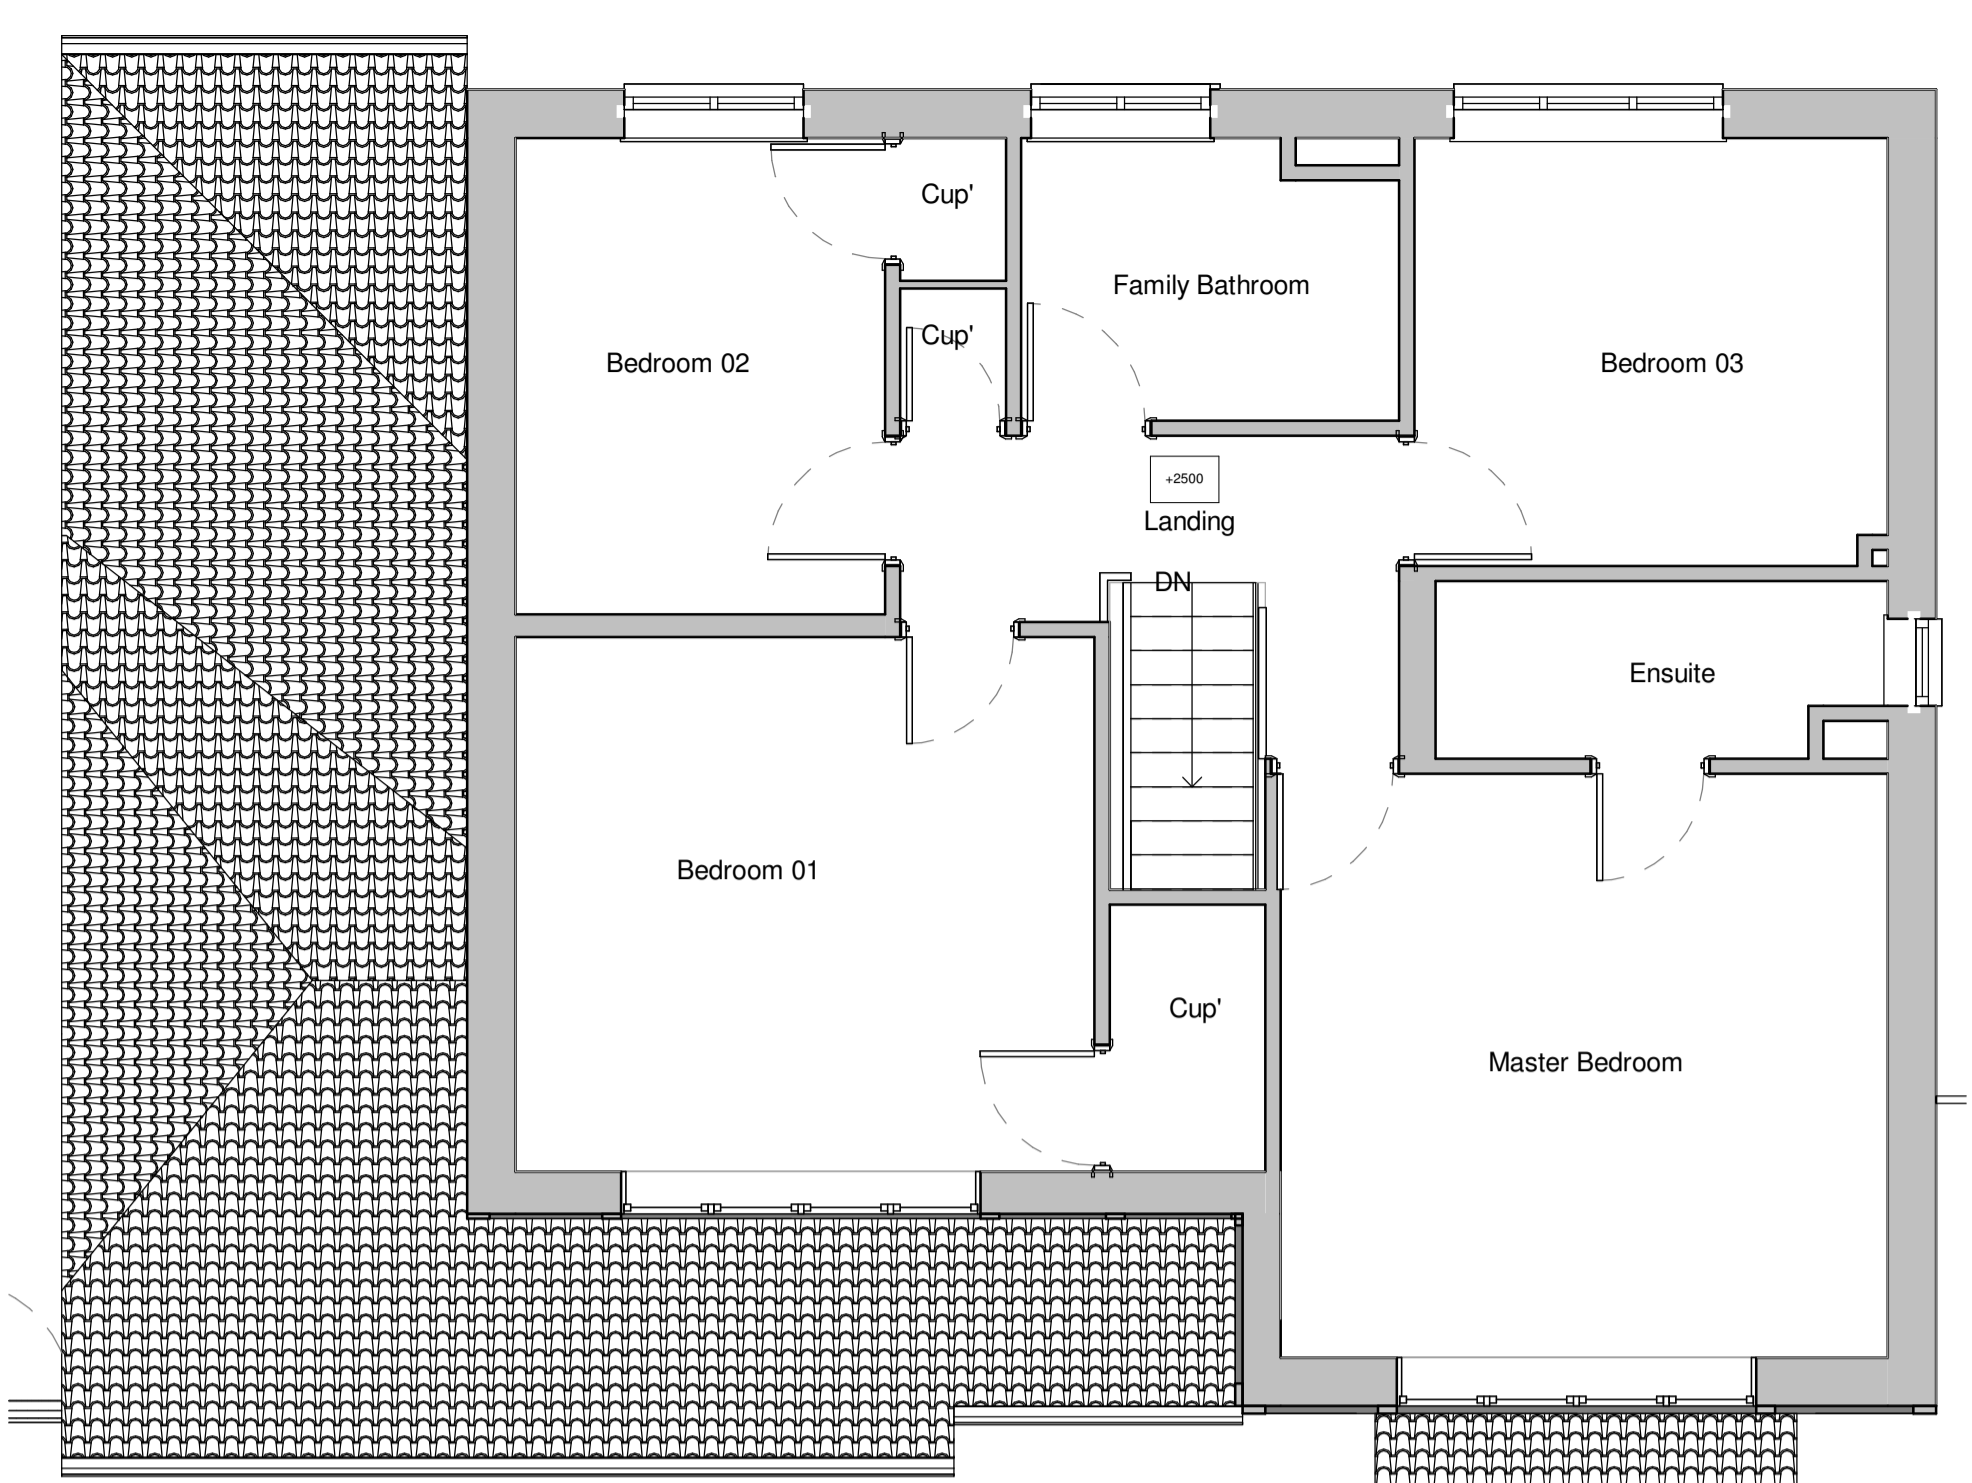 Cup'
Family Bathroom
Cup'
Bedroom 02
Bedroom 03
+2500
Landing
DN
Ensuite
Bedroom 01
Cup'
Master Bedroom